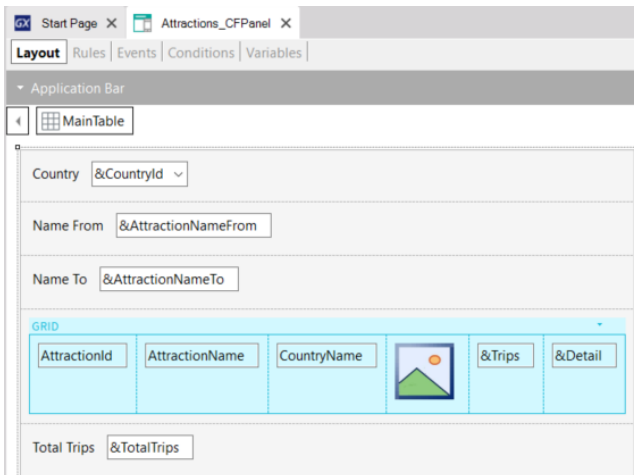 GX Start Page X Attractions_CFPanel X
Layout Rules Events Conditions Variables
Application Bar
MainTable
Country &CountryId
Name From &AttractionNameFrom
Name To &AttractionNameTo
GRID
AttractionId AttractionName CountryName &Trips &Detail
Total Trips &TotalTrips